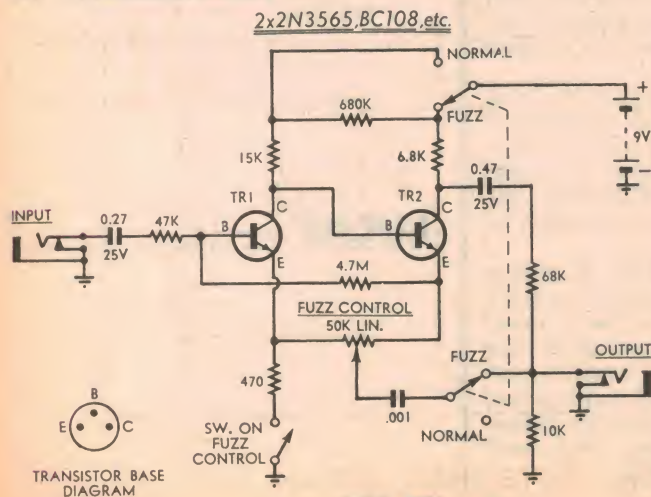 2x2N3565,BC108,etc.
NORMAL
680K
FUZZ
+
9V
−
15K
6.8K
0.47
25V
TR1
TR2
C
C
INPUT
0.27
25V
47K
B
B
E
E
4.7M
68K
FUZZ CONTROL
50K LIN.
FUZZ
OUTPUT
470
.001
NORMAL
10K
SW. ON
FUZZ
CONTROL
B
E
C
TRANSISTOR BASE
DIAGRAM